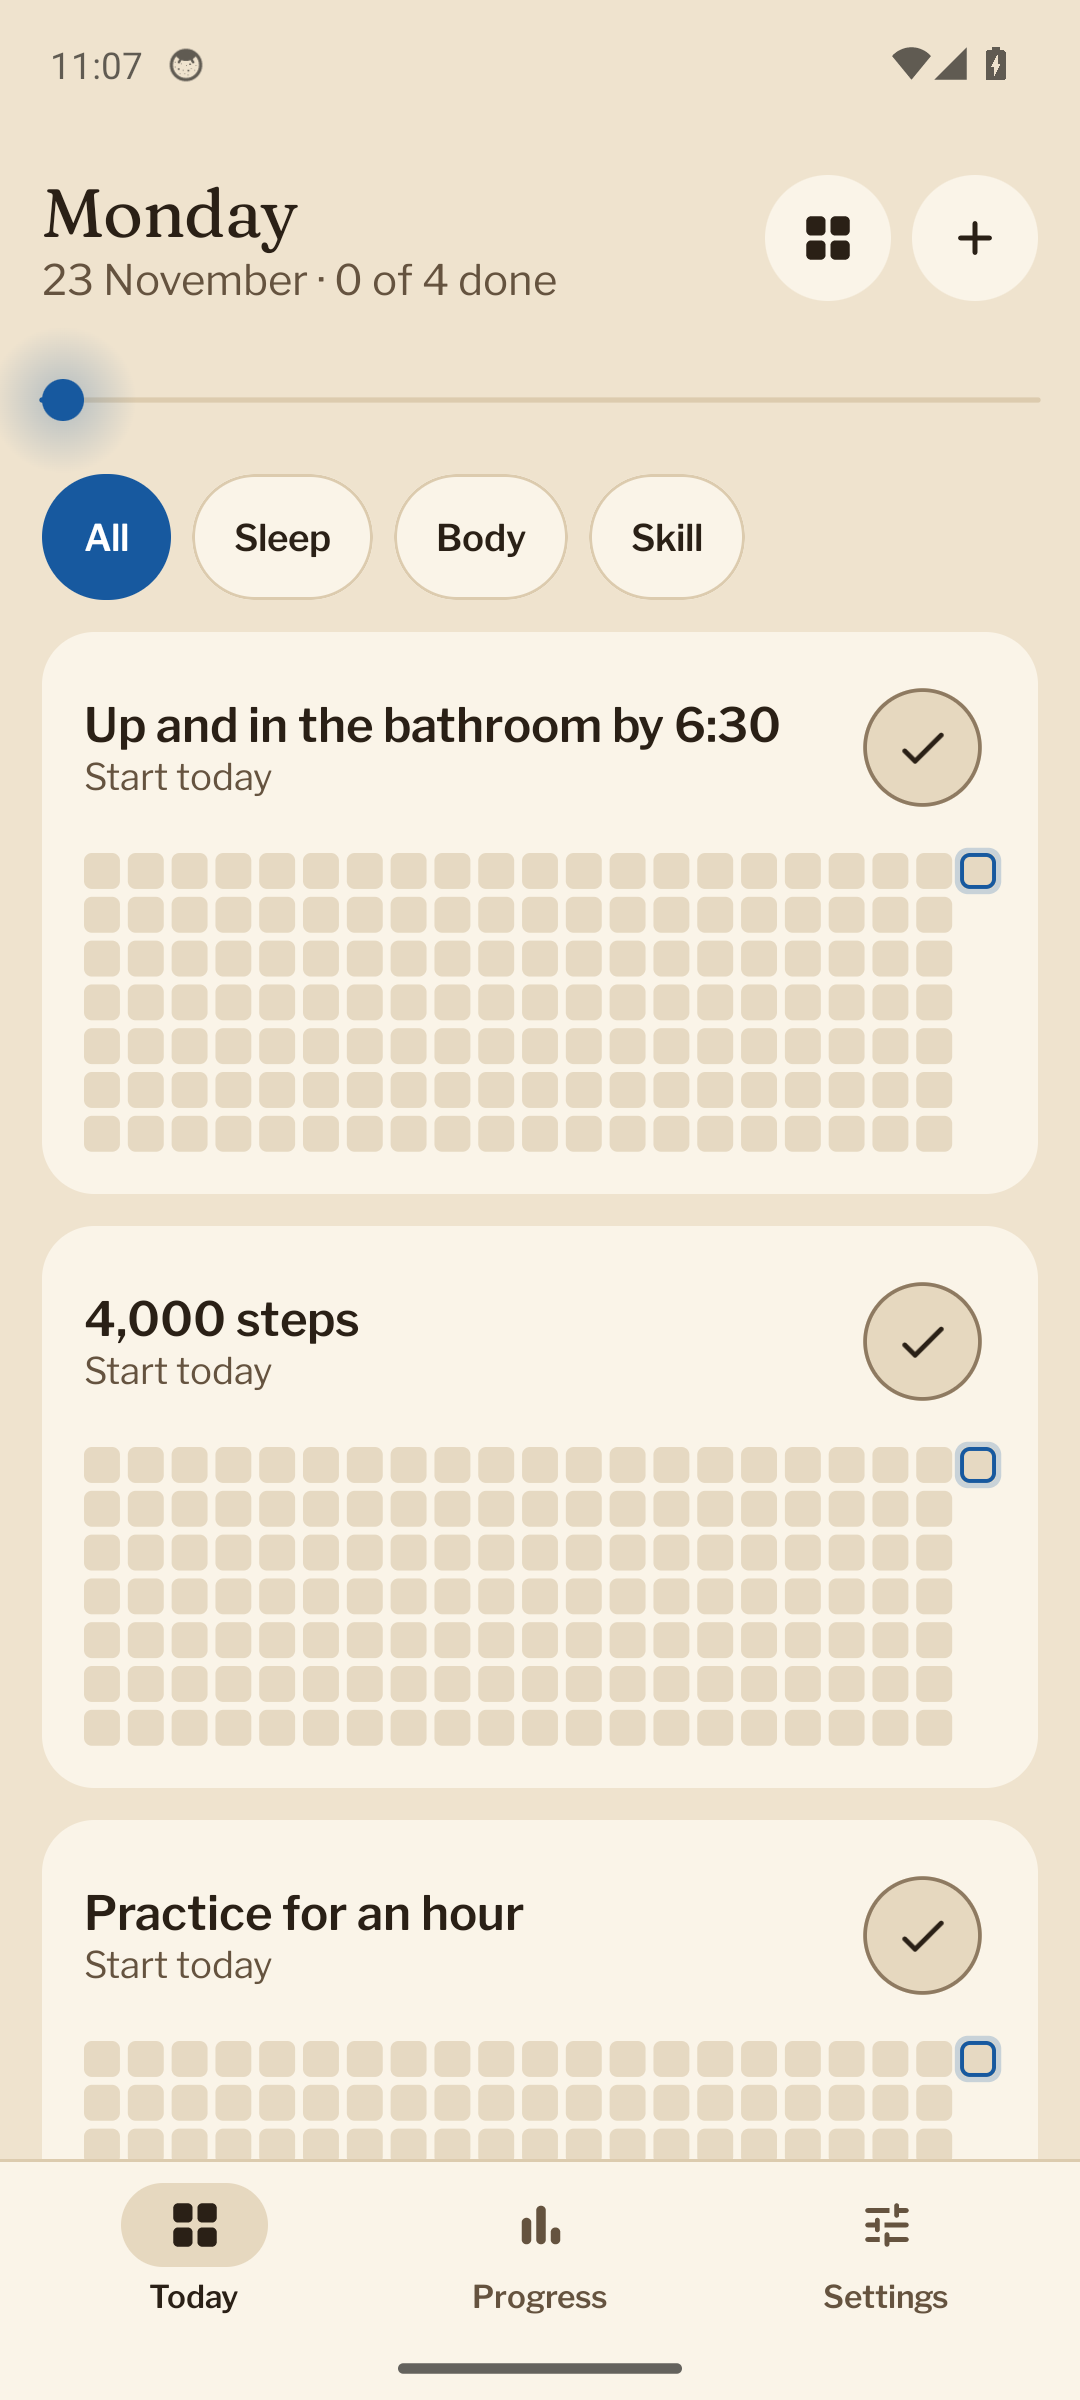 11:07
Monday
23 November · 0 of 4 done
All
Sleep
Body
Skill
Up and in the bathroom by 6:30
Start today
4,000 steps
Start today
Practice for an hour
Start today
Today
Progress
Settings